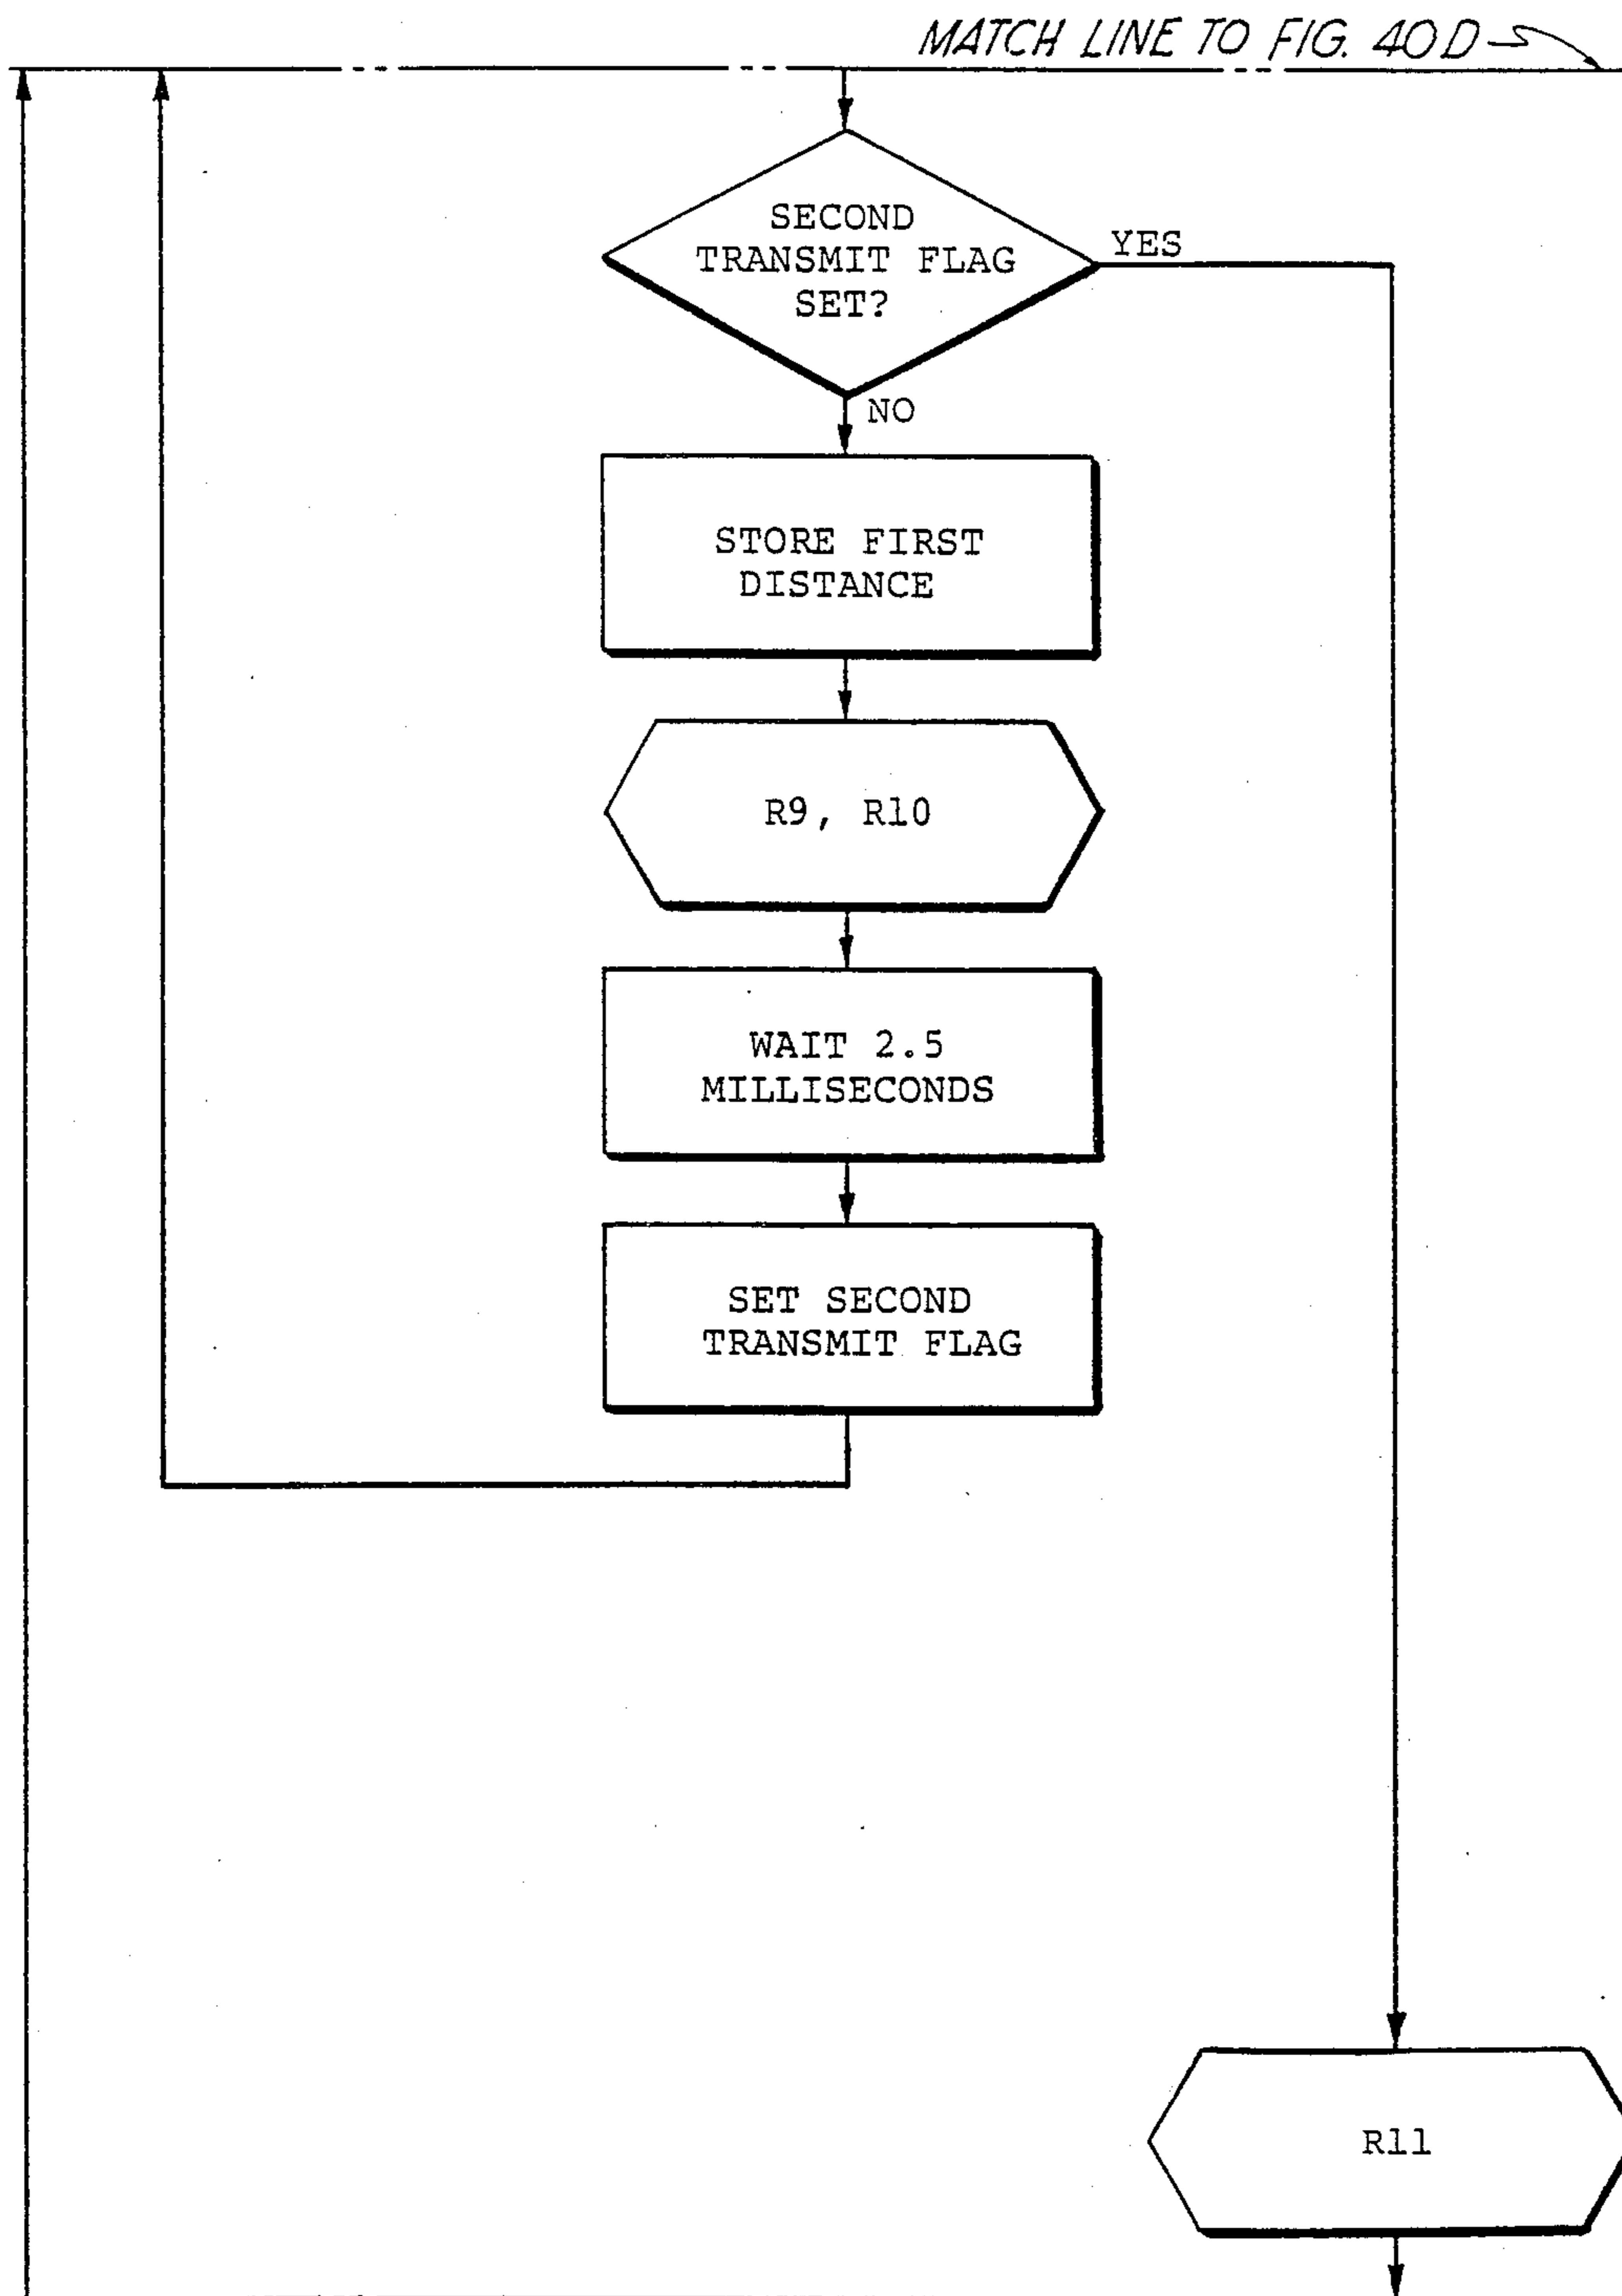 MATCH LINE TO FIG. 40D
SECOND
TRANSMIT FLAG
SET?
YES
NO
STORE FIRST
DISTANCE
R9, R10
WAIT 2.5
MILLISECONDS
SET SECOND
TRANSMIT FLAG
R11